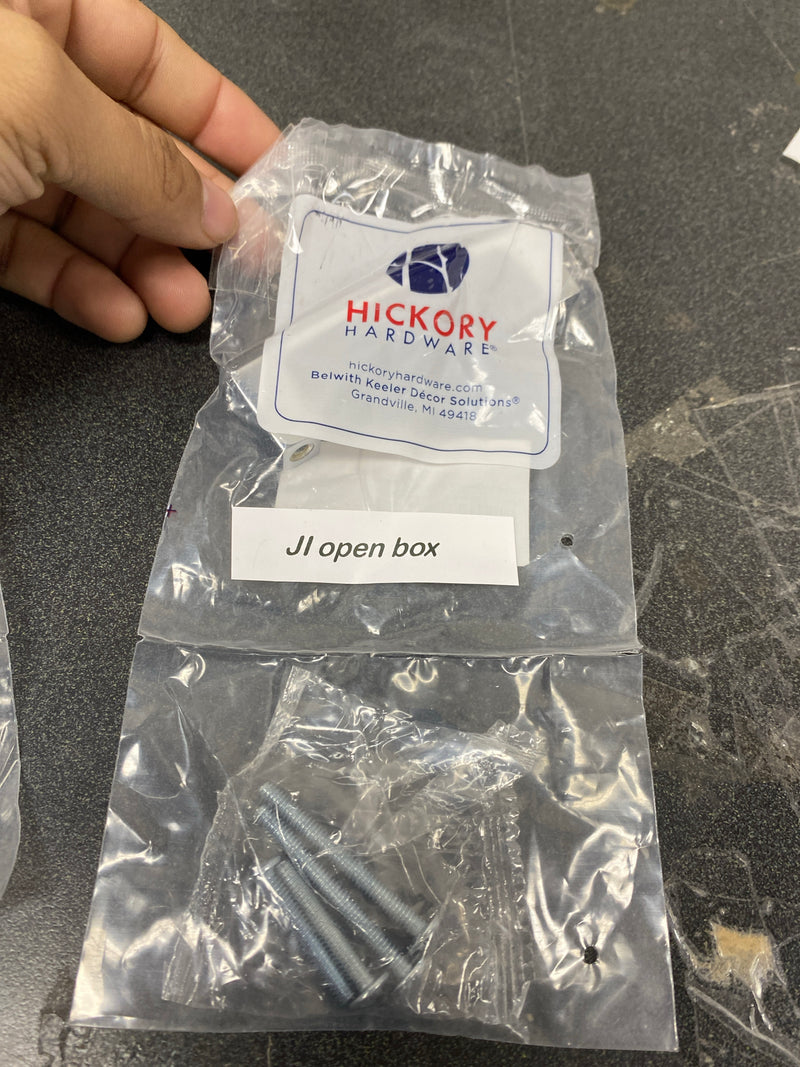 HICKORY
HARDWARE®
hickoryhardware.com
Belwith Keeler Décor Solutions®
Grandville, MI 49418
JI open box